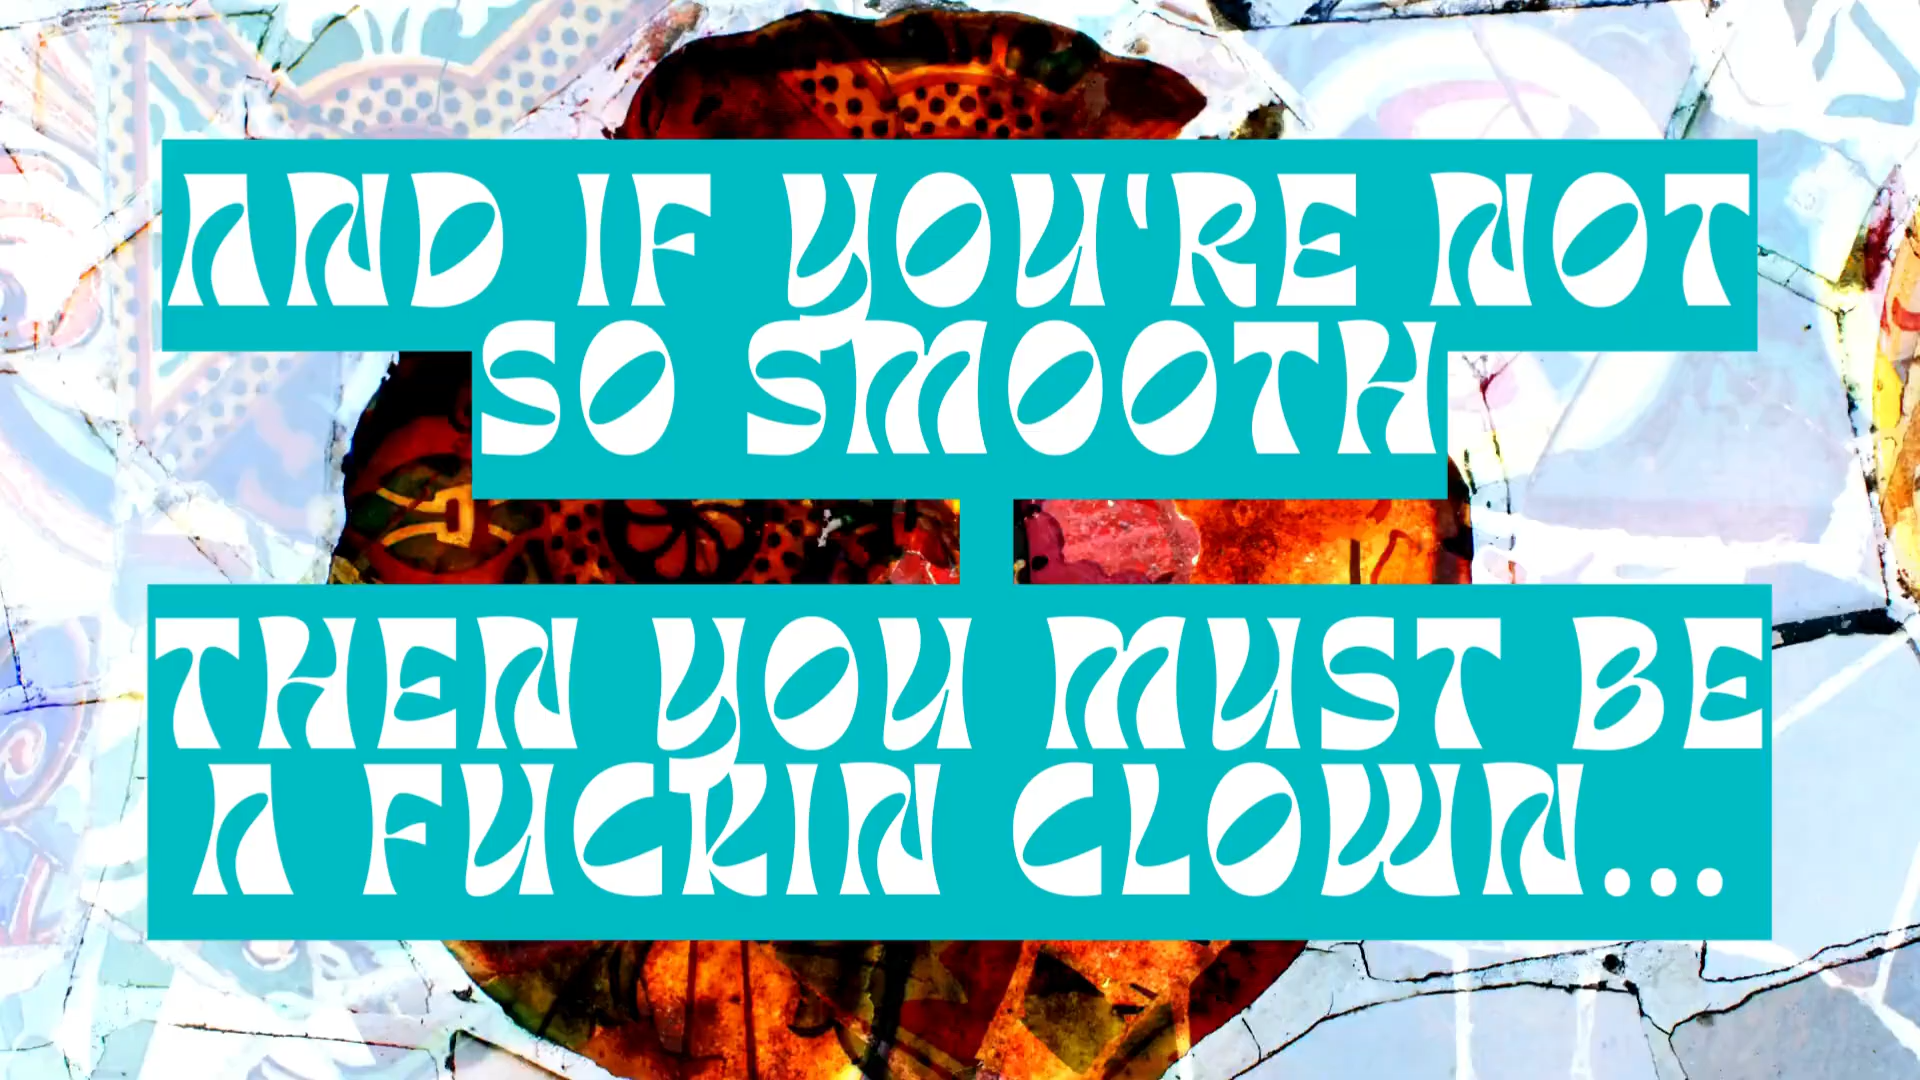 AND IF YOU'RE NOT
SO SMOOTH
THEN YOU MUST BE
A FUCKIN CLOWN...